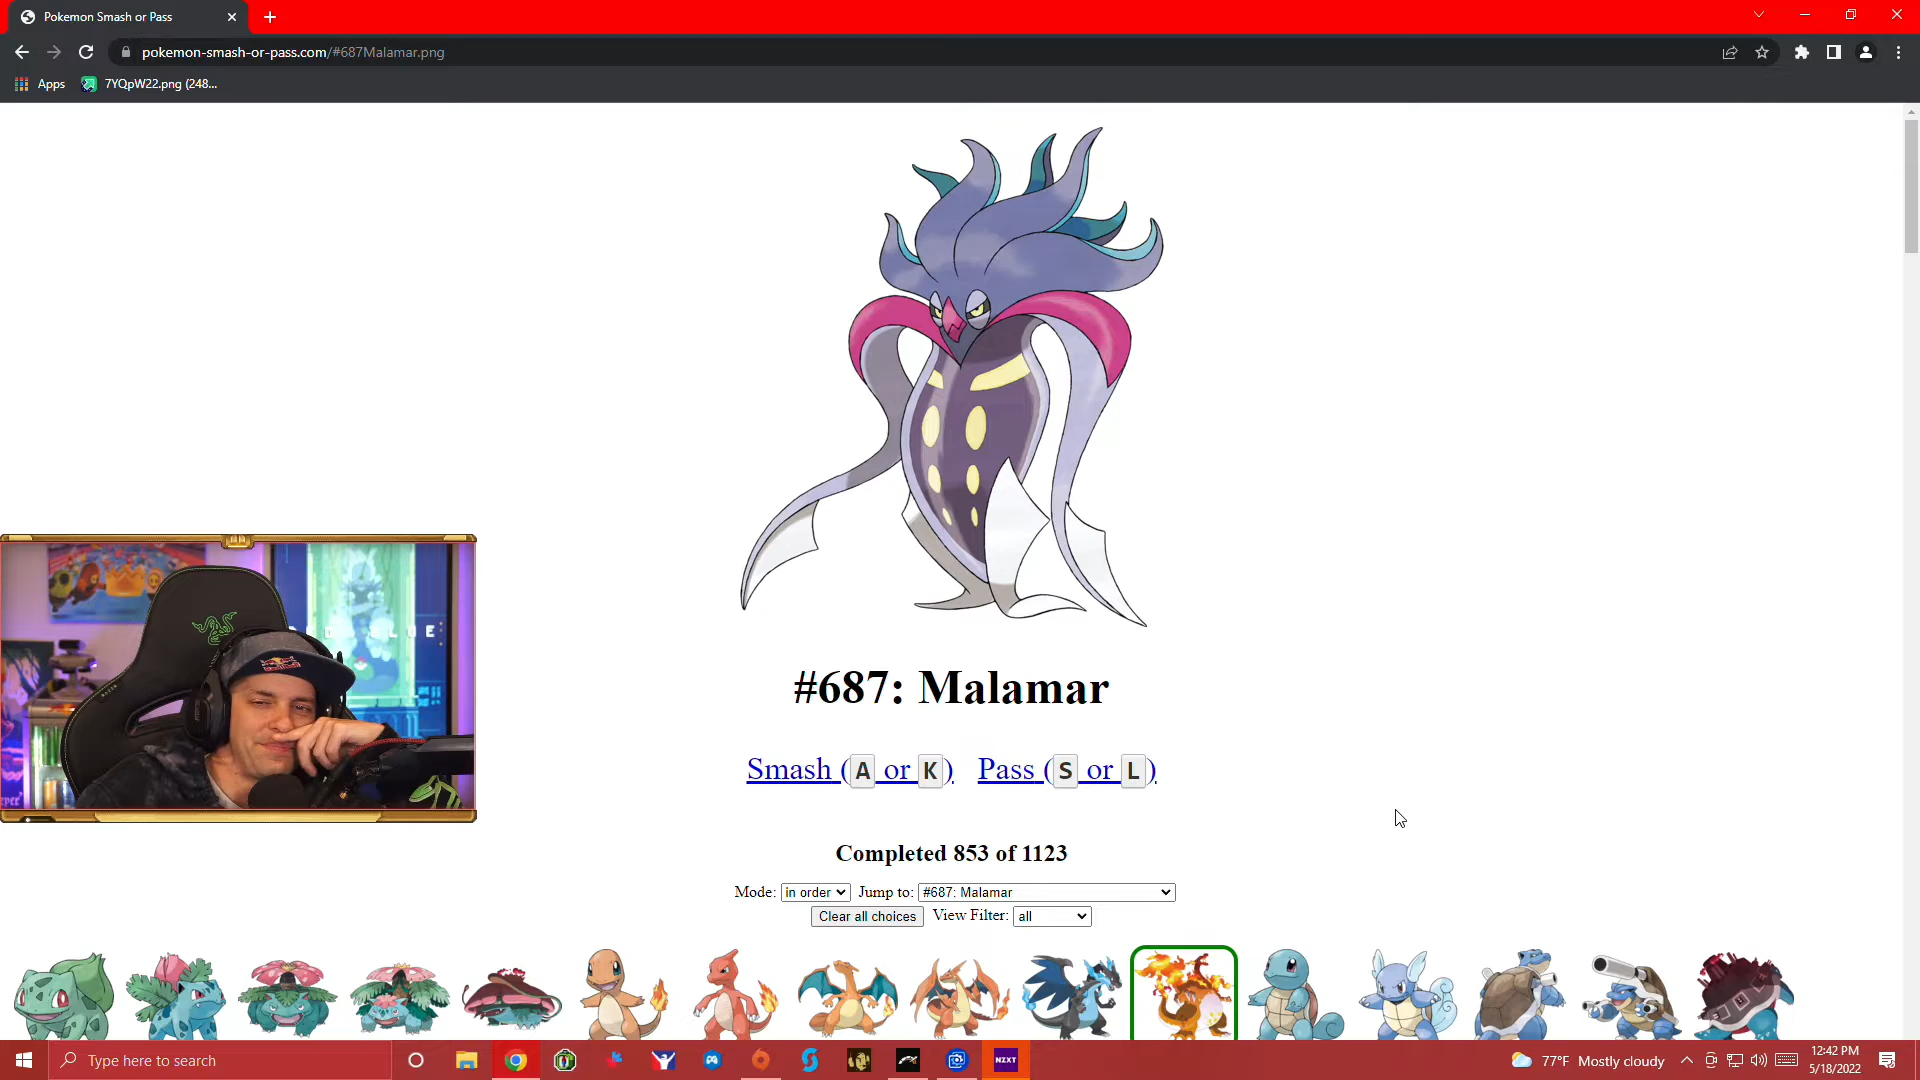 Pokemon Smash or Pass
pokemon-smash-or-pass.com/#687Malamar.png
Apps
7YQpW22.png (248...
#687: Malamar
Smash (A or K) Pass (S or L)
Completed 853 of 1123
Mode: in order Jump to: #687: Malamar
Clear all choices View Filter: all
Type here to search
NZXT
77°F Mostly cloudy
12:42 PM
5/18/2022